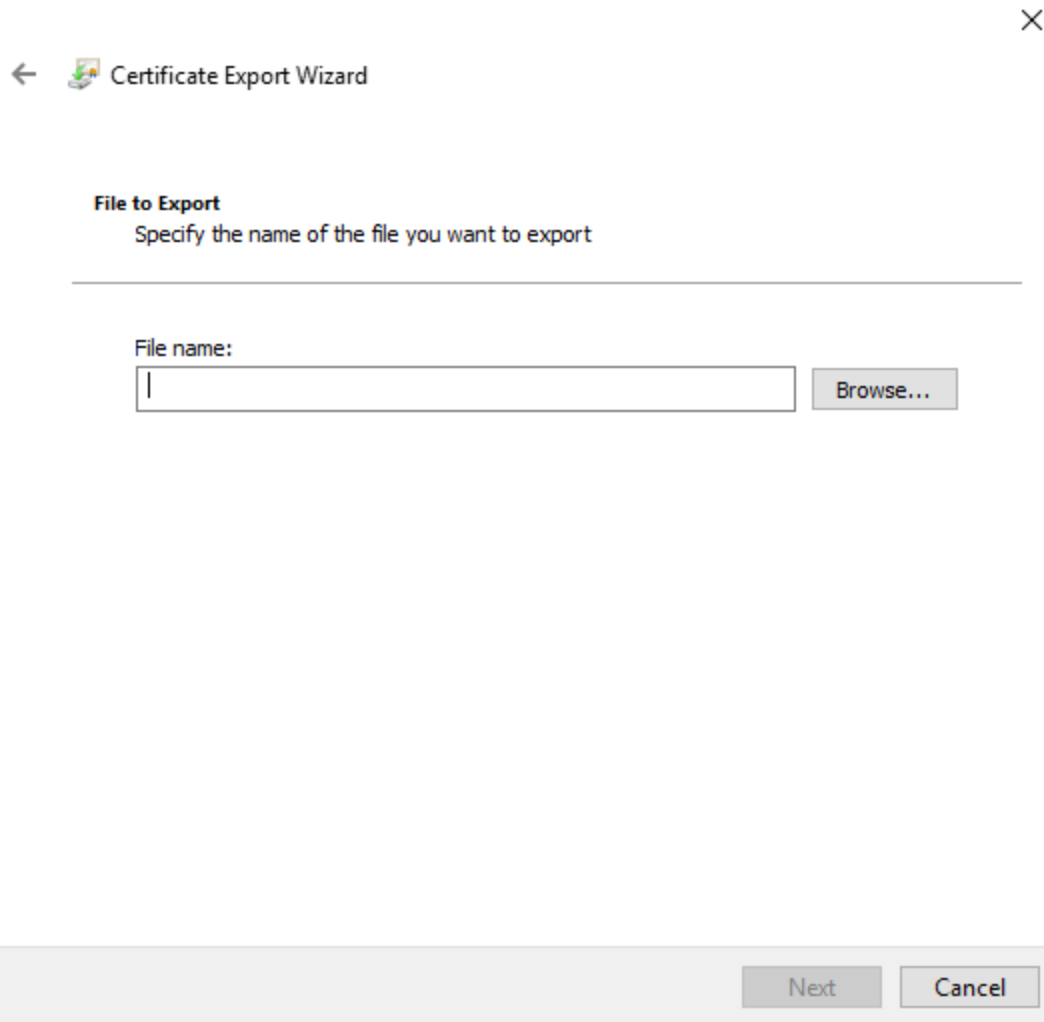 Certificate Export Wizard
File to Export
Specify the name of the file you want to export
File name:
Browse...
Next
Cancel